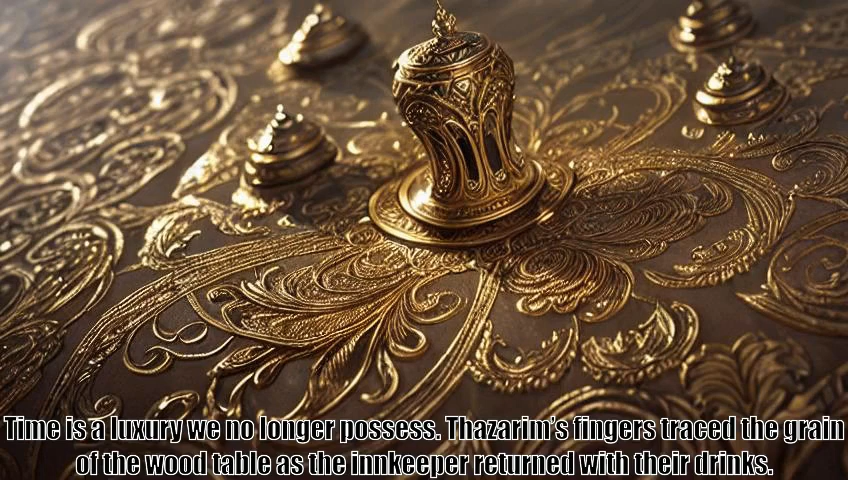 Time is a luxury we no longer possess. Thazarim's fingers traced the grain
of the wood table as the innkeeper returned with their drinks.